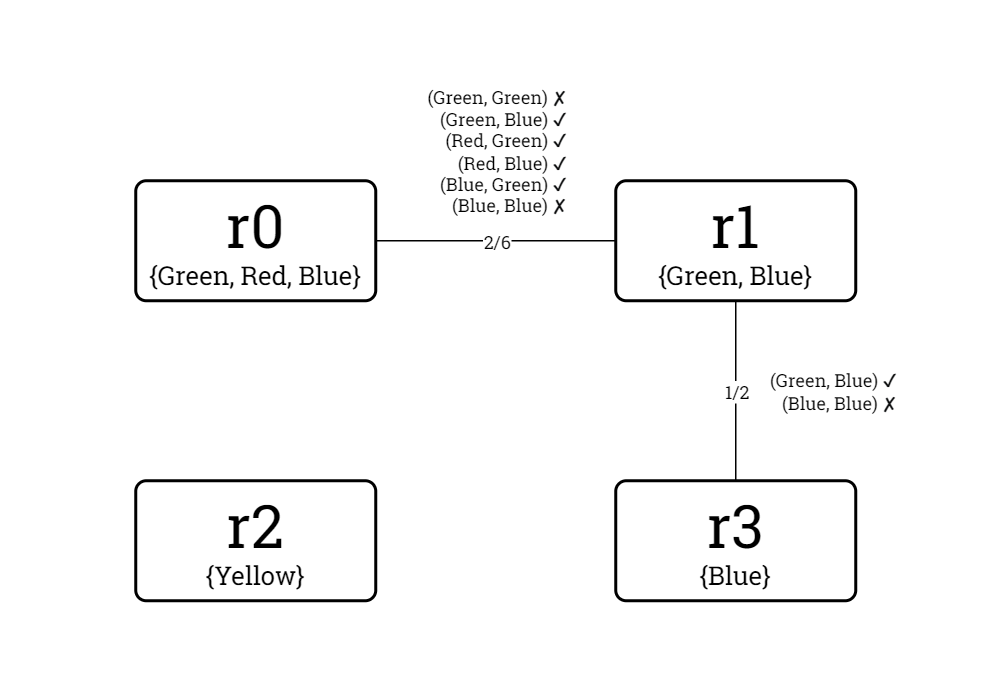 (Green, Green) ✗
(Green, Blue) ✓
(Red, Green) ✓
(Red, Blue) ✓
(Blue, Green) ✓
(Blue, Blue) ✗
r0
{Green, Red, Blue}
2/6
r1
{Green, Blue}
1/2
(Green, Blue) ✓
(Blue, Blue) ✗
r2
{Yellow}
r3
{Blue}